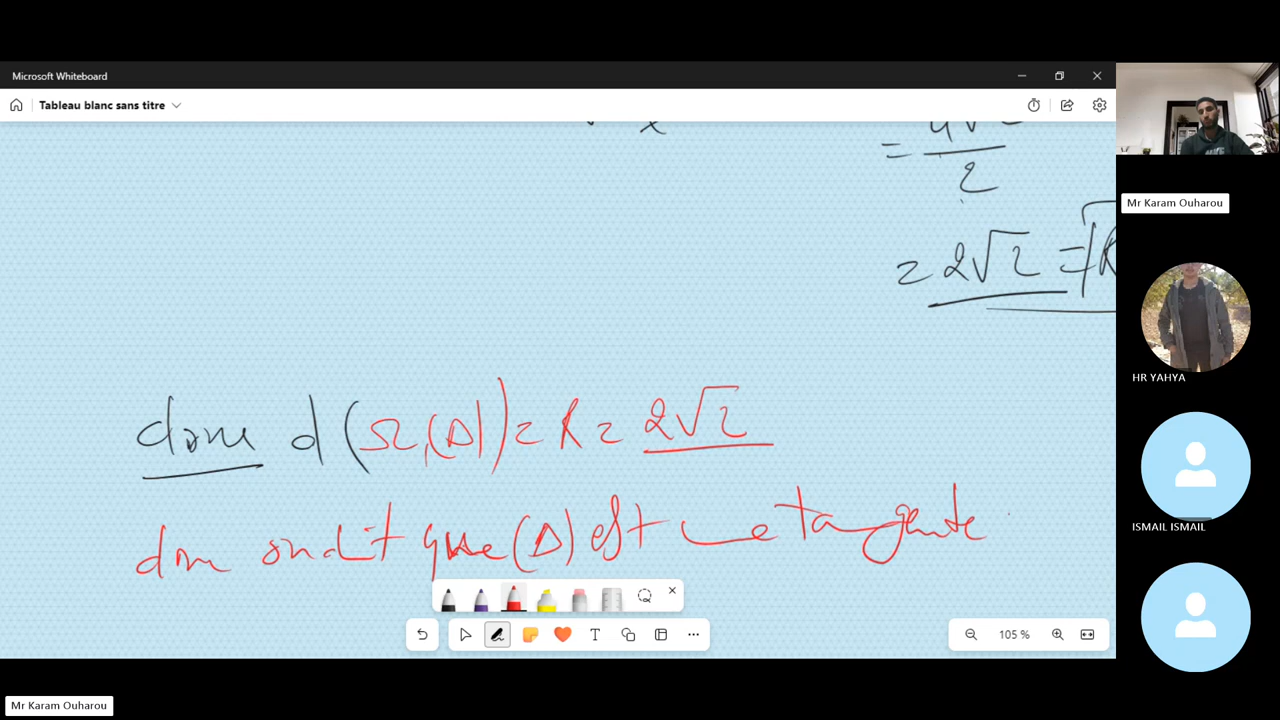 Microsoft Whiteboard
Tableau blanc sans titre
= 4√2 / 2
= 2√2 = R
donc d(Ω,(Δ)) = R = 2√2
donc on dit que (Δ) est une tangente
105 %
Mr Karam Ouharou
HR YAHYA
ISMAIL ISMAIL
Mr Karam Ouharou